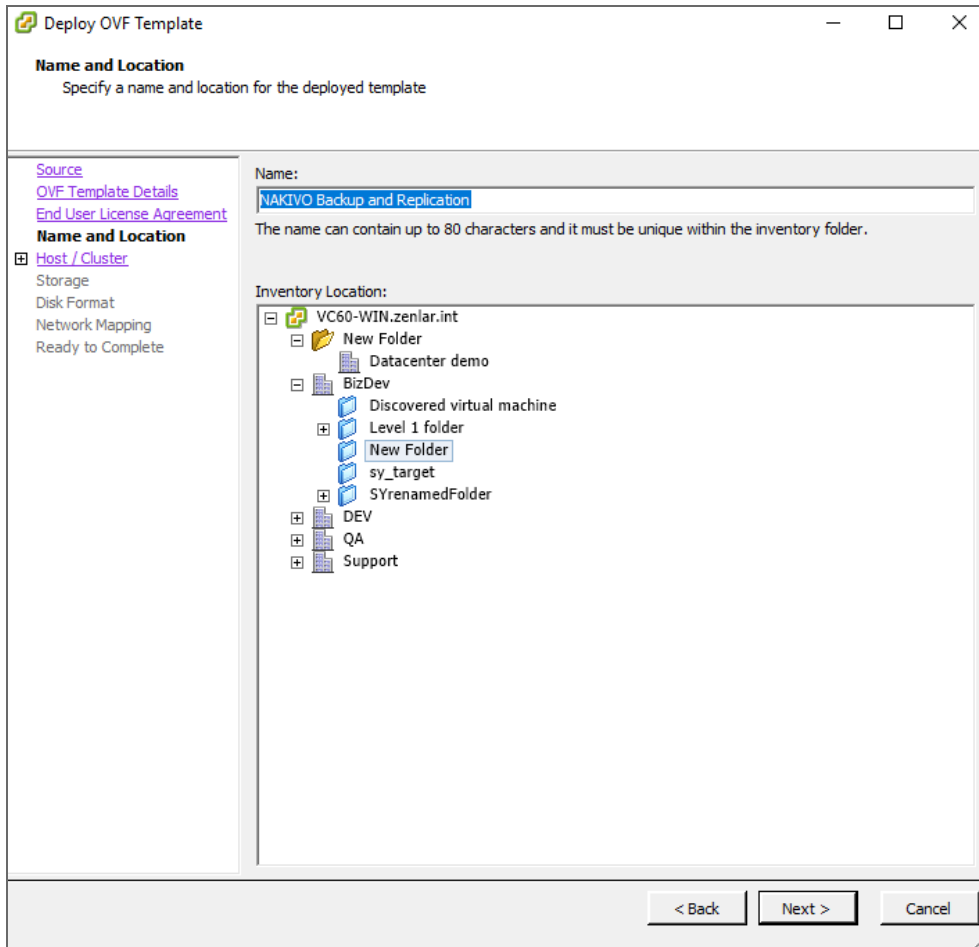 Deploy OVF Template
Name and Location
Specify a name and location for the deployed template
Source
OVF Template Details
End User License Agreement
Name and Location
Host / Cluster
Storage
Disk Format
Network Mapping
Ready to Complete
Name:
NAKIVO Backup and Replication
The name can contain up to 80 characters and it must be unique within the inventory folder.
Inventory Location:
VC60-WIN.zenlar.int
New Folder
Datacenter demo
BizDev
Discovered virtual machine
Level 1 folder
New Folder
sy_target
SYrenamedFolder
DEV
QA
Support
< Back
Next >
Cancel